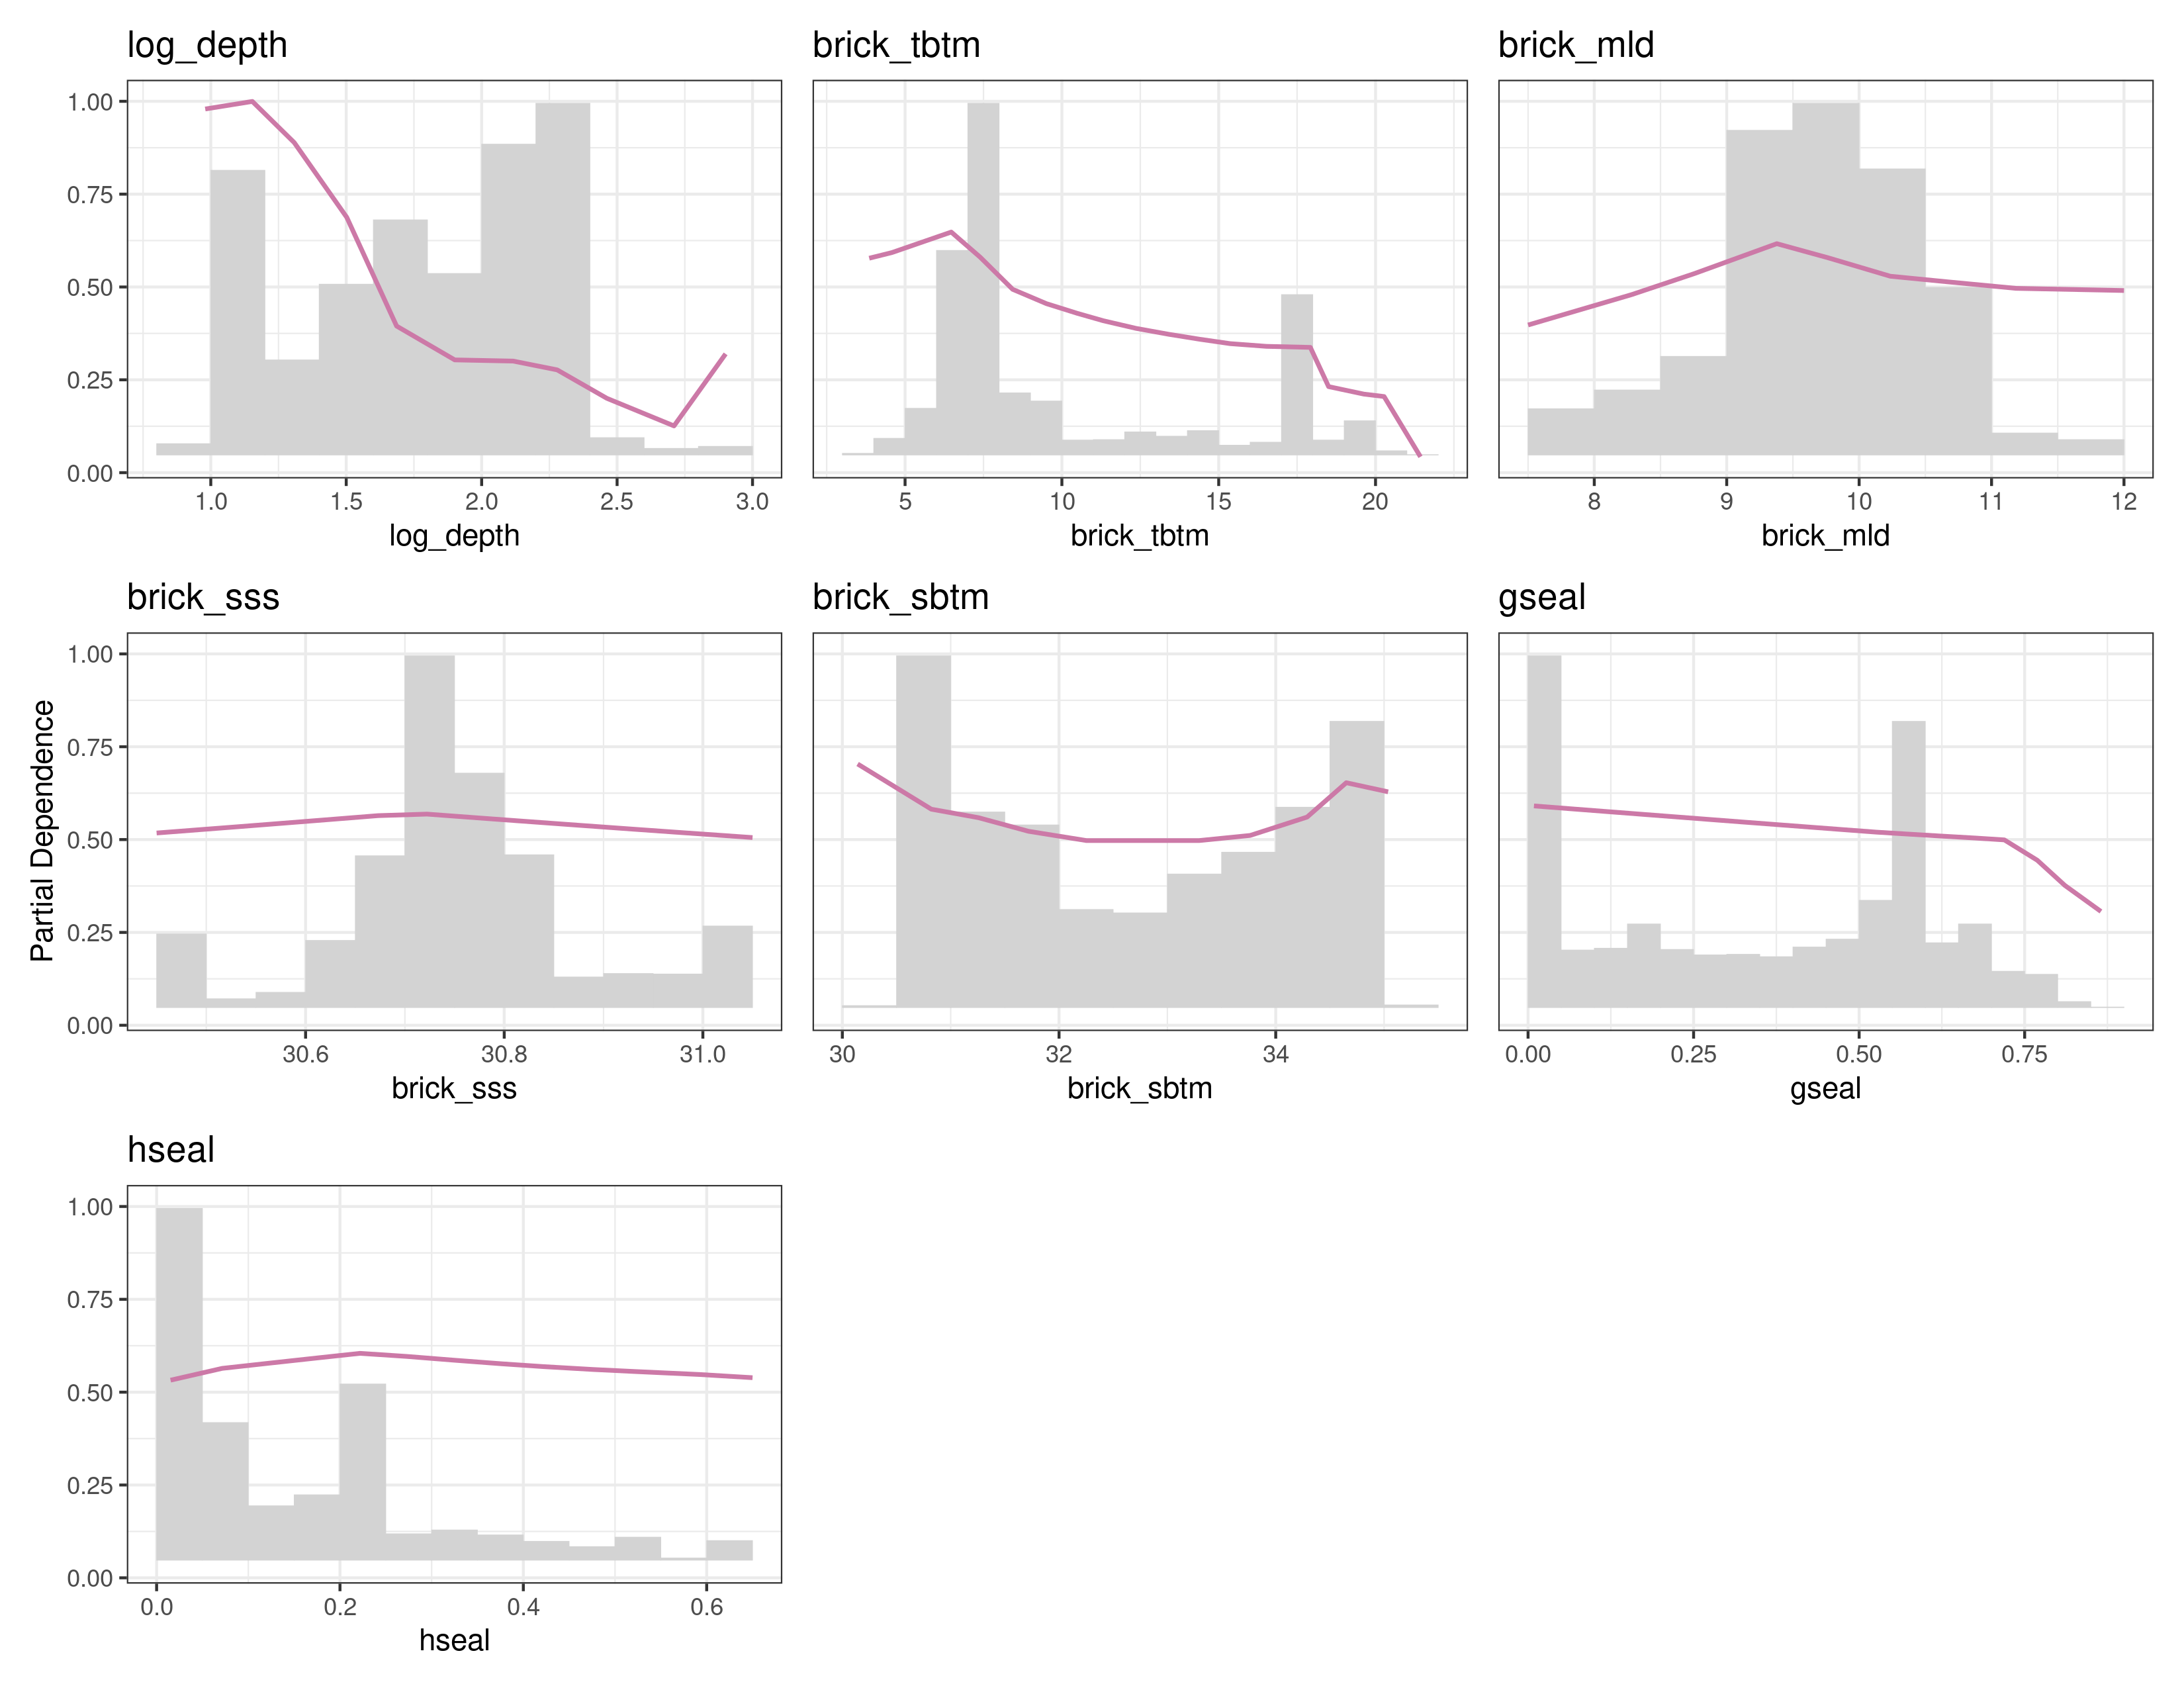 log_depth
brick_tbtm
brick_mld
1.00
0.75
0.50
0.25
0.00
1.0 1.5 2.0 2.5 3.0
5 10 15 20
8 9 10 11 12
log_depth
brick_tbtm
brick_mld
brick_sss
brick_sbtm
gseal
Partial Dependence
1.00
0.75
0.50
0.25
0.00
30.6 30.8 31.0
30 32 34
0.00 0.25 0.50 0.75
brick_sss
brick_sbtm
gseal
hseal
1.00
0.75
0.50
0.25
0.00
0.0 0.2 0.4 0.6
hseal